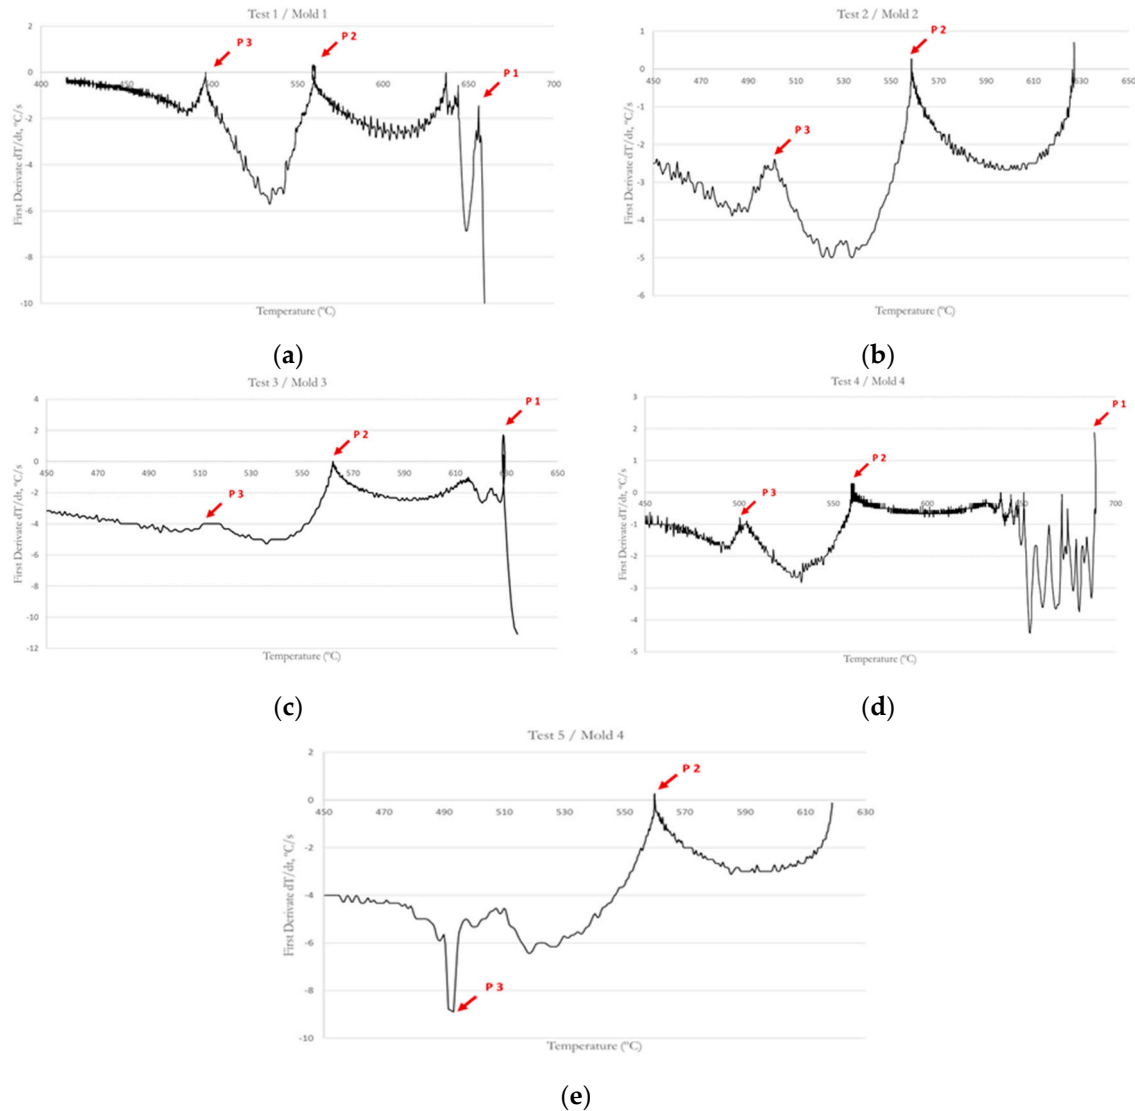 Test 1 / Mold 1
P 3
P 2
P 1
2
0
-2
-4
-6
-8
-10
400 450 500 550 600 650 700
First Derivate dT/dt, °C/s
Temperature (°C)
(a)
Test 2 / Mold 2
P 2
P 3
1
0
-1
-2
-3
-4
-5
-6
450 470 490 510 530 550 570 590 610 630 650
First Derivate dT/dt, °C/s
Temperature (°C)
(b)
Test 3 / Mold 3
P 1
P 2
P 3
4
2
0
-2
-4
-6
-8
-10
-12
450 470 490 510 530 550 570 590 610 630 650
First Derivate dT/dt, °C/s
Temperature (°C)
(c)
Test 4 / Mold 4
P 1
P 2
P 3
3
2
1
0
-1
-2
-3
-4
-5
450 500 550 600 700
First Derivate dT/dt, °C/s
Temperature (°C)
(d)
Test 5 / Mold 4
P 2
P 3
2
0
-2
-4
-6
-8
-10
450 470 490 510 530 550 570 590 610 630
First Derivate dT/dt, °C/s
Temperature (°C)
(e)